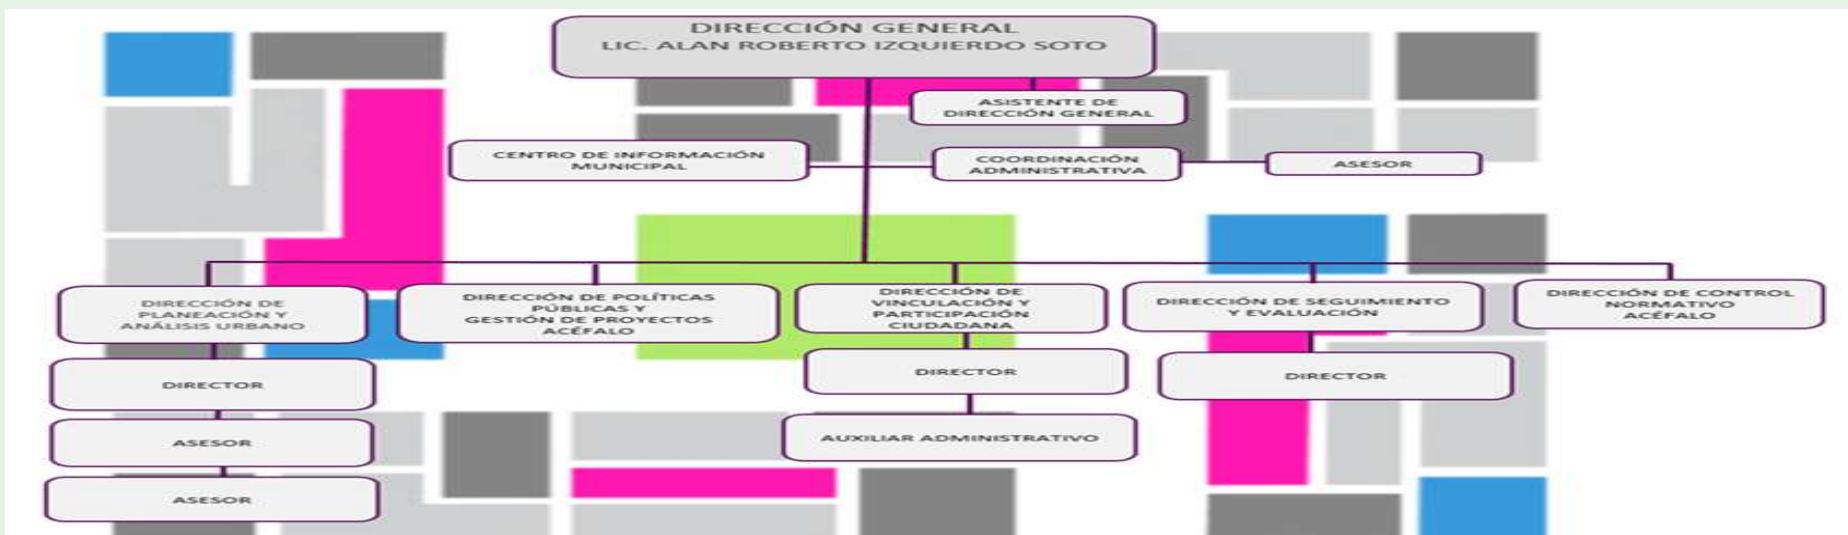 DIRECCIÓN GENERAL
LIC. ALAN ROBERTO IZQUIERDO SOTO
ASISTENTE DE
DIRECCIÓN GENERAL
CENTRO DE INFORMACIÓN
MUNICIPAL
COORDINACIÓN
ADMINISTRATIVA
ASESOR
DIRECCIÓN DE
PLANEACIÓN Y
ANÁLISIS URBANO
DIRECCIÓN DE POLÍTICAS
PÚBLICAS Y
GESTIÓN DE PROYECTOS
ACÉFALO
DIRECCIÓN DE
VINCULACIÓN Y
PARTICIPACIÓN
CIUDADANA
DIRECCIÓN DE SEGUIMIENTO
Y EVALUACIÓN
DIRECCIÓN DE CONTROL
NORMATIVO
ACÉFALO
DIRECTOR
DIRECTOR
DIRECTOR
ASESOR
AUXILIAR ADMINISTRATIVO
ASESOR